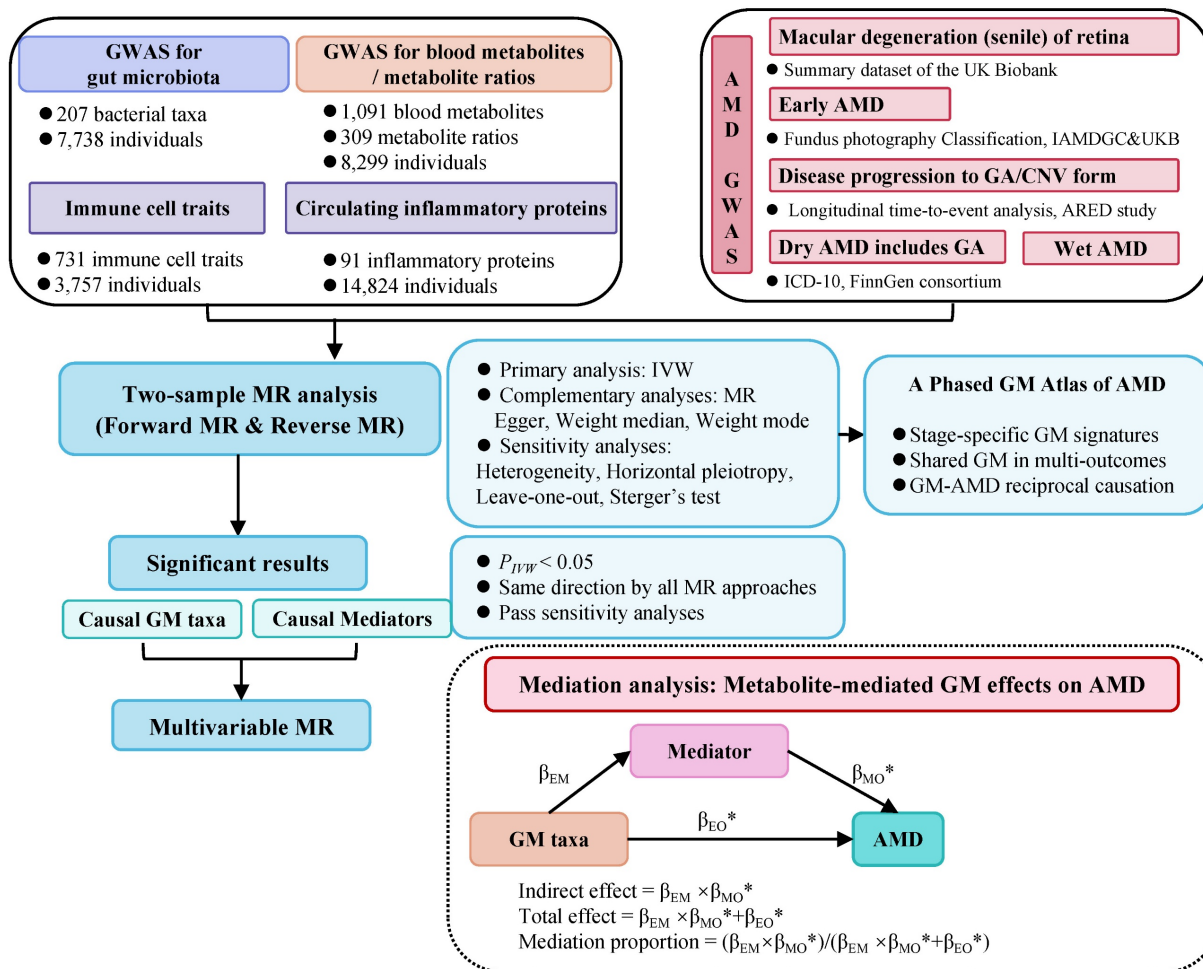 GWAS for
gut microbiota
● 207 bacterial taxa
● 7,738 individuals
GWAS for blood metabolites
/ metabolite ratios
● 1,091 blood metabolites
● 309 metabolite ratios
● 8,299 individuals
Immune cell traits
● 731 immune cell traits
● 3,757 individuals
Circulating inflammatory proteins
● 91 inflammatory proteins
● 14,824 individuals
AMD GWAS
Macular degeneration (senile) of retina
● Summary dataset of the UK Biobank
Early AMD
● Fundus photography Classification, IAMDGC&UKB
Disease progression to GA/CNV form
● Longitudinal time-to-event analysis, ARED study
Dry AMD includes GA
Wet AMD
● ICD-10, FinnGen consortium
Two-sample MR analysis
(Forward MR & Reverse MR)
● Primary analysis: IVW
● Complementary analyses: MR
Egger, Weight median, Weight mode
● Sensitivity analyses:
Heterogeneity, Horizontal pleiotropy,
Leave-one-out, Sterger's test
A Phased GM Atlas of AMD
● Stage-specific GM signatures
● Shared GM in multi-outcomes
● GM-AMD reciprocal causation
Significant results
● P_IVW < 0.05
● Same direction by all MR approaches
● Pass sensitivity analyses
Causal GM taxa
Causal Mediators
Multivariable MR
Mediation analysis: Metabolite-mediated GM effects on AMD
Mediator
β_EM
β_MO*
β_EO*
GM taxa
AMD
Indirect effect = β_EM ×β_MO*
Total effect = β_EM ×β_MO*+β_EO*
Mediation proportion = (β_EM×β_MO*)/(β_EM ×β_MO*+β_EO*)